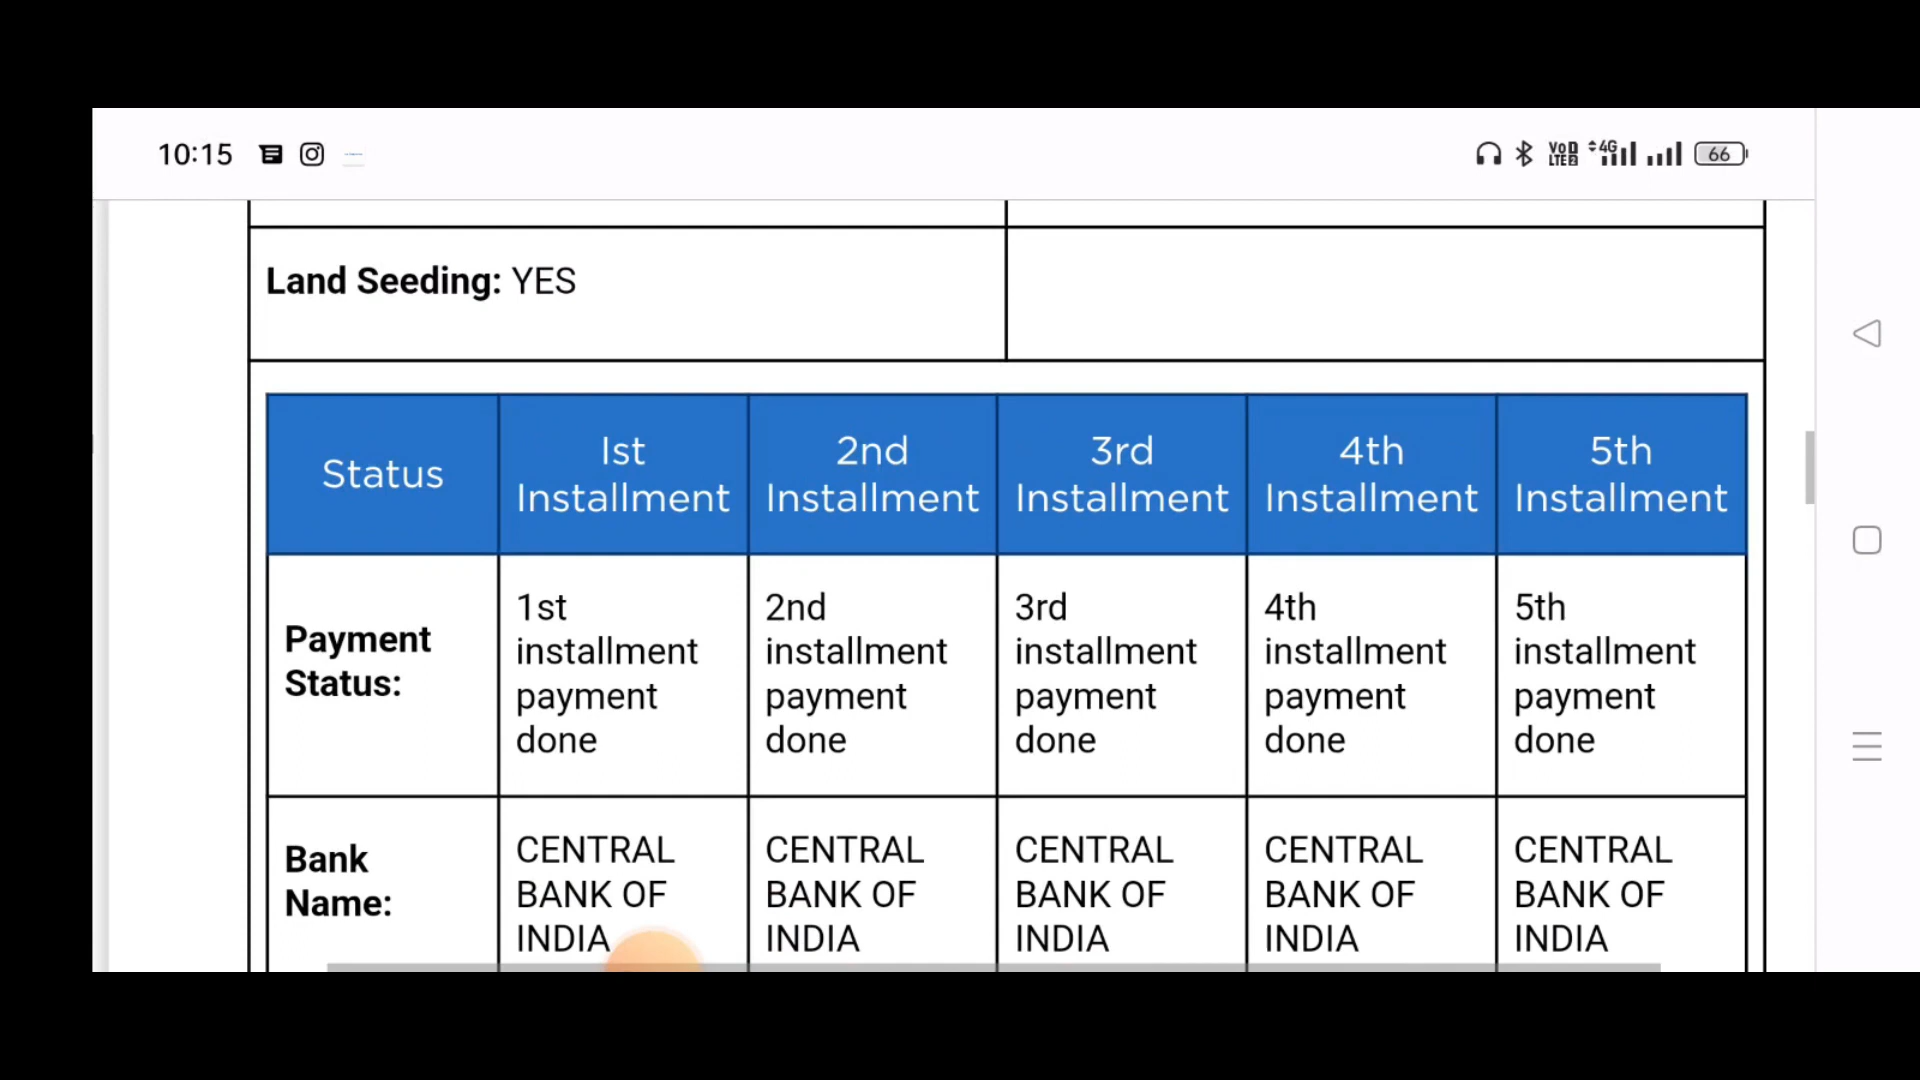 10:15
VoD
LTE2
4G
66
Land Seeding: YES
Status
Ist
Installment
2nd
Installment
3rd
Installment
4th
Installment
5th
Installment
Payment
Status:
1st
installment
payment
done
2nd
installment
payment
done
3rd
installment
payment
done
4th
installment
payment
done
5th
installment
payment
done
Bank
Name:
CENTRAL
BANK OF
INDIA
CENTRAL
BANK OF
INDIA
CENTRAL
BANK OF
INDIA
CENTRAL
BANK OF
INDIA
CENTRAL
BANK OF
INDIA